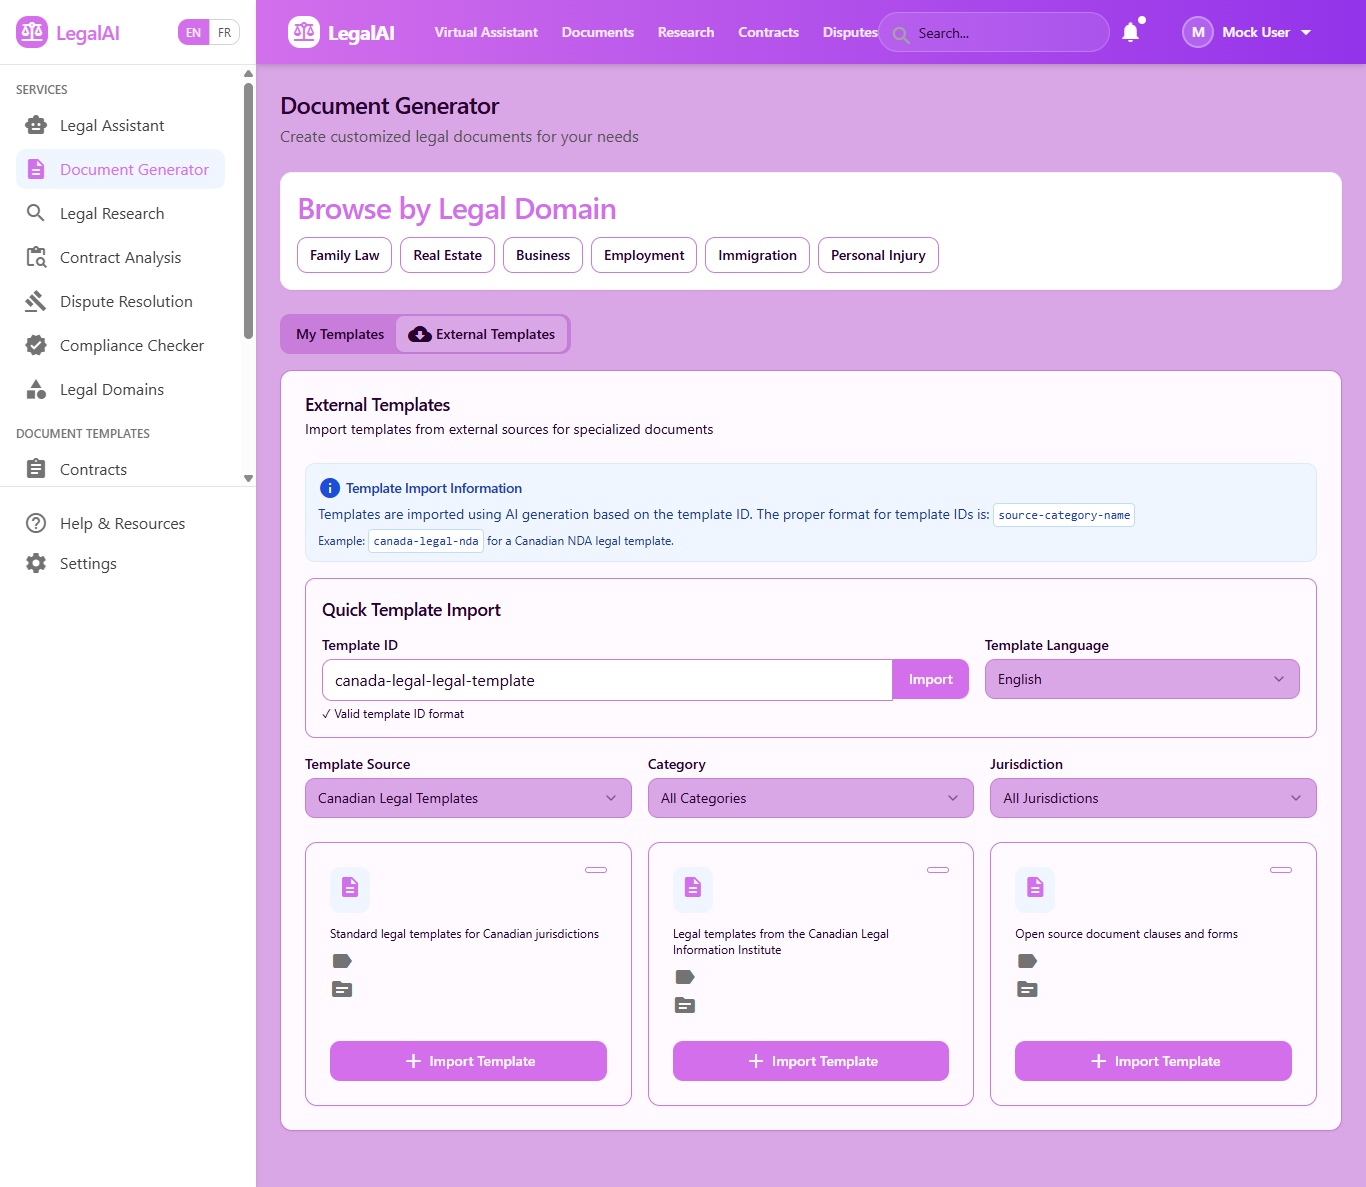 LegalAI
EN FR
SERVICES
Legal Assistant
Document Generator
Legal Research
Contract Analysis
Dispute Resolution
Compliance Checker
Legal Domains
DOCUMENT TEMPLATES
Contracts
Help & Resources
Settings
LegalAI Virtual Assistant Documents Research Contracts Disputes Search... M Mock User
Document Generator
Create customized legal documents for your needs
Browse by Legal Domain
Family Law Real Estate Business Employment Immigration Personal Injury
My Templates External Templates
External Templates
Import templates from external sources for specialized documents
Template Import Information
Templates are imported using AI generation based on the template ID. The proper format for template IDs is: source-category-name
Example: canada-legal-nda for a Canadian NDA legal template.
Quick Template Import
Template ID Template Language
canada-legal-legal-template Import English
✓ Valid template ID format
Template Source Category Jurisdiction
Canadian Legal Templates All Categories All Jurisdictions
Standard legal templates for Canadian jurisdictions
Import Template
Legal templates from the Canadian Legal
Information Institute
Import Template
Open source document clauses and forms
Import Template